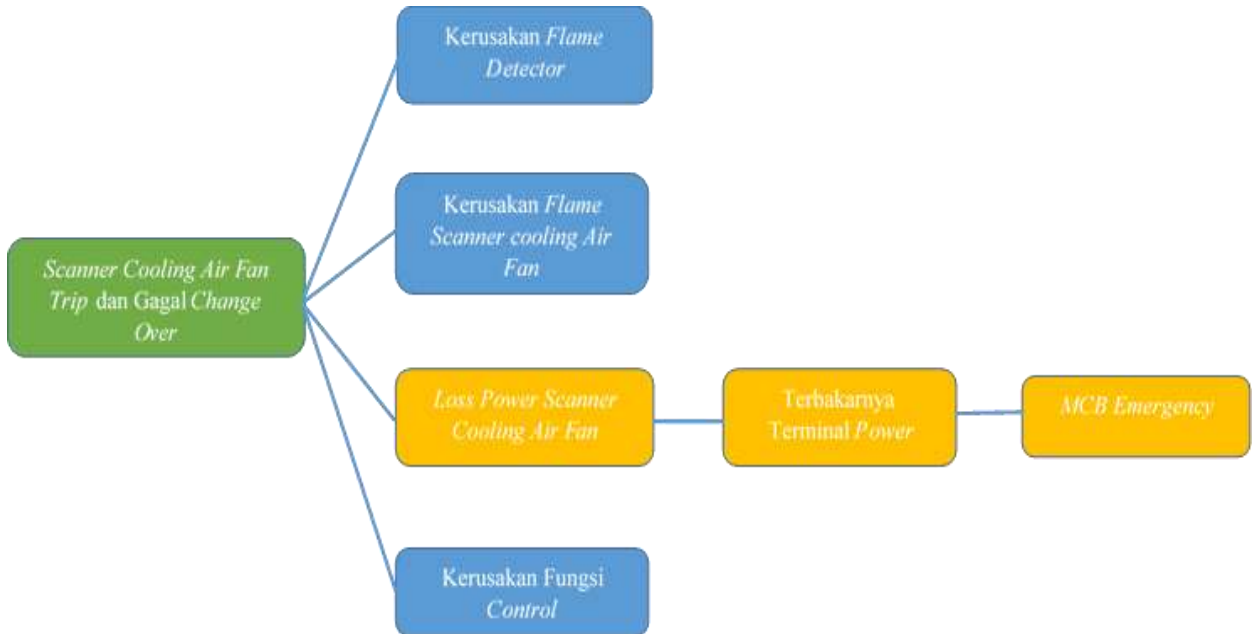 Kerusakan Flame
Detector
Kerusakan Flame
Scanner cooling Air
Fan
Scanner Cooling Air Fan
Trip dan Gagal Change
Over
Loss Power Scanner
Cooling Air Fan
Terbakarnya
Terminal Power
MCB Emergency
Kerusakan Fungsi
Control